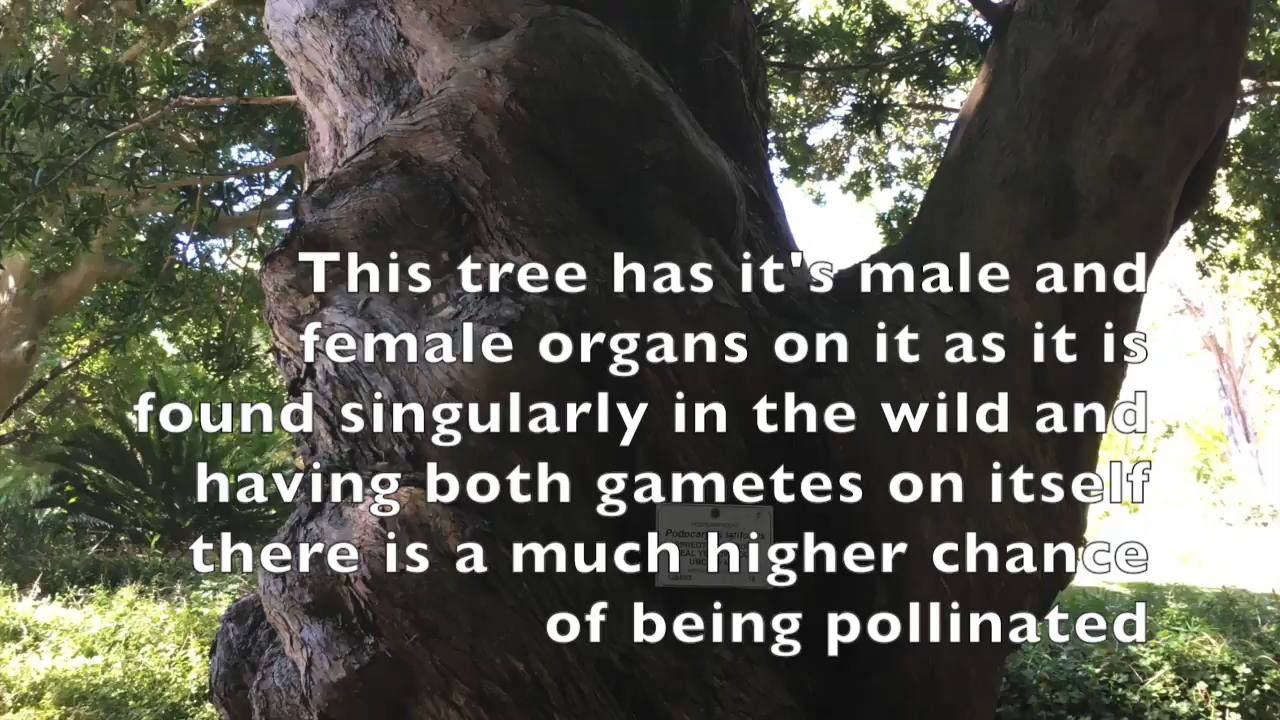 This tree has it's male and
female organs on it as it is
found singularly in the wild and
having both gametes on itself
there is a much higher chance
of being pollinated